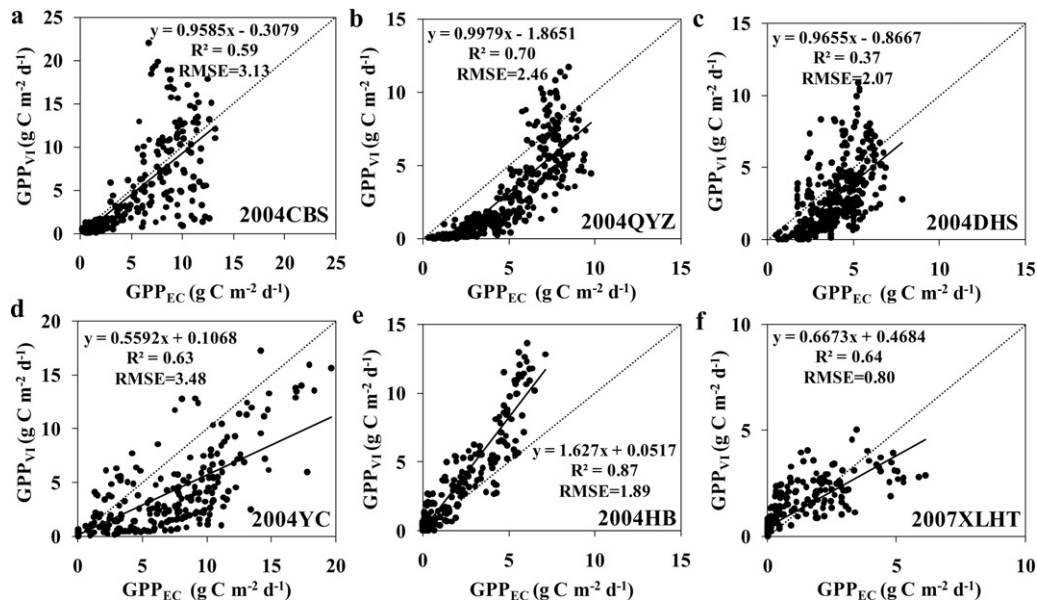 a
y = 0.9585x - 0.3079
R² = 0.59
RMSE=3.13
2004CBS
GPP_VI (g C m⁻² d⁻¹)
25
20
15
10
5
0
0 5 10 15 20 25
GPP_EC (g C m⁻² d⁻¹)
b
y = 0.9979x - 1.8651
R² = 0.70
RMSE=2.46
2004QYZ
GPP_VI (g C m⁻² d⁻¹)
15
10
5
0
0 5 10 15
GPP_EC (g C m⁻² d⁻¹)
c
y = 0.9655x - 0.8667
R² = 0.37
RMSE=2.07
2004DHS
GPP_VI (g C m⁻² d⁻¹)
15
10
5
0
0 5 10 15
GPP_EC (g C m⁻² d⁻¹)
d
y = 0.5592x + 0.1068
R² = 0.63
RMSE=3.48
2004YC
GPP_VI (g C m⁻² d⁻¹)
20
15
10
5
0
0 5 10 15 20
GPP_EC (g C m⁻² d⁻¹)
e
y = 1.627x + 0.0517
R² = 0.87
RMSE=1.89
2004HB
GPP_VI (g C m⁻² d⁻¹)
15
10
5
0
0 5 10 15
GPP_EC (g C m⁻² d⁻¹)
f
y = 0.6673x + 0.4684
R² = 0.64
RMSE=0.80
2007XLHT
GPP_VI (g C m⁻² d⁻¹)
10
5
0
0 5 10
GPP_EC (g C m⁻² d⁻¹)